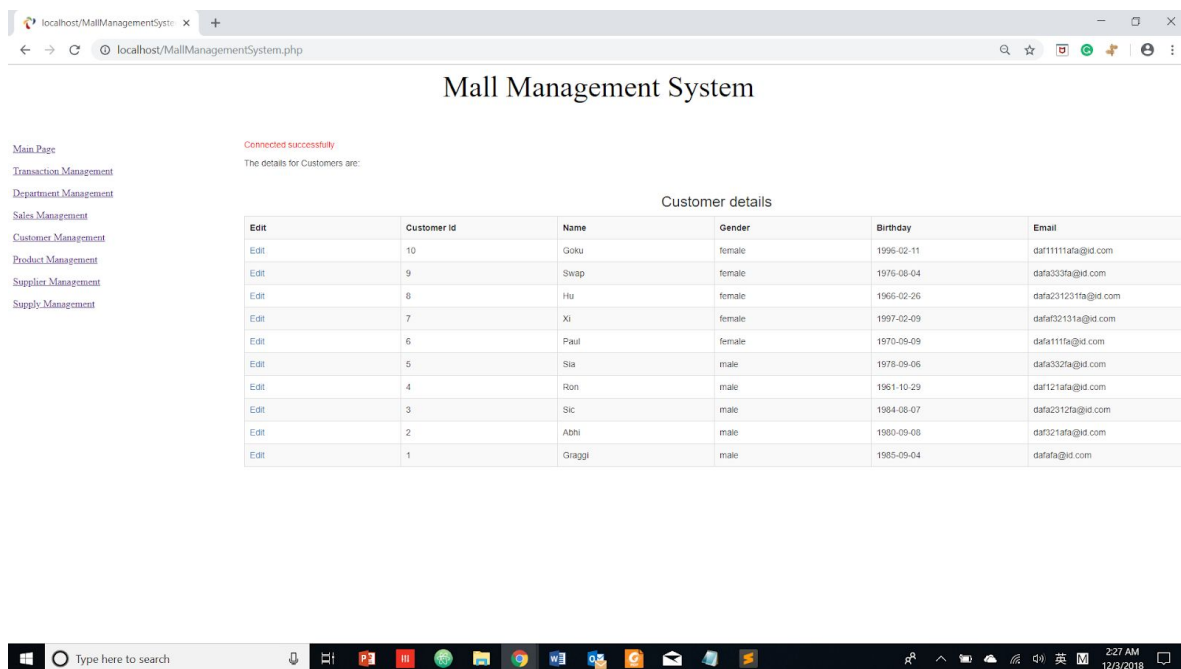 localhost/MallManagementSyste
localhost/MallManagementSystem.php
Mall Management System
Main Page
Transaction Management
Department Management
Sales Management
Customer Management
Product Management
Supplier Management
Supply Management
Connected successfully
The details for Customers are:
Customer details
Edit Customer Id Name Gender Birthday Email
Edit 10 Goku female 1996-02-11 daf11111afa@id.com
Edit 9 Swap female 1976-08-04 dafa333fa@id.com
Edit 8 Hu female 1966-02-26 dafa231231fa@id.com
Edit 7 Xi female 1997-02-09 dafaf32131a@id.com
Edit 6 Paul female 1970-09-09 dafa111fa@id.com
Edit 5 Sia male 1978-09-06 dafa332fa@id.com
Edit 4 Ron male 1961-10-29 daf121afa@id.com
Edit 3 Sic male 1984-08-07 dafa2312fa@id.com
Edit 2 Abhi male 1980-09-08 daf321afa@id.com
Edit 1 Graggi male 1985-09-04 dafafa@id.com
Type here to search
英 M
2:27 AM
12/3/2018